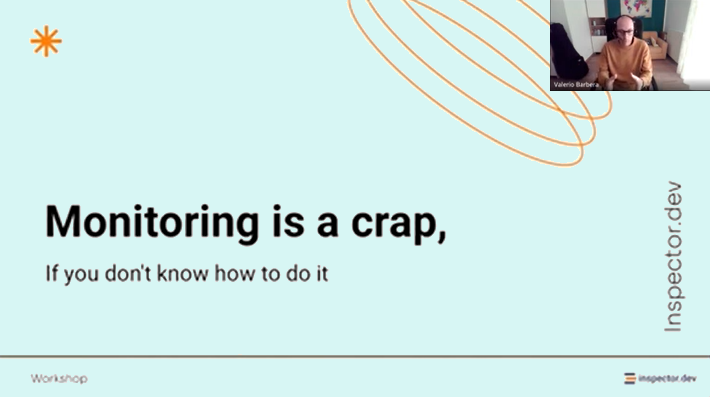 Valerio Barbera
Monitoring is a crap,
If you don't know how to do it
Inspector.dev
Workshop
inspector.dev